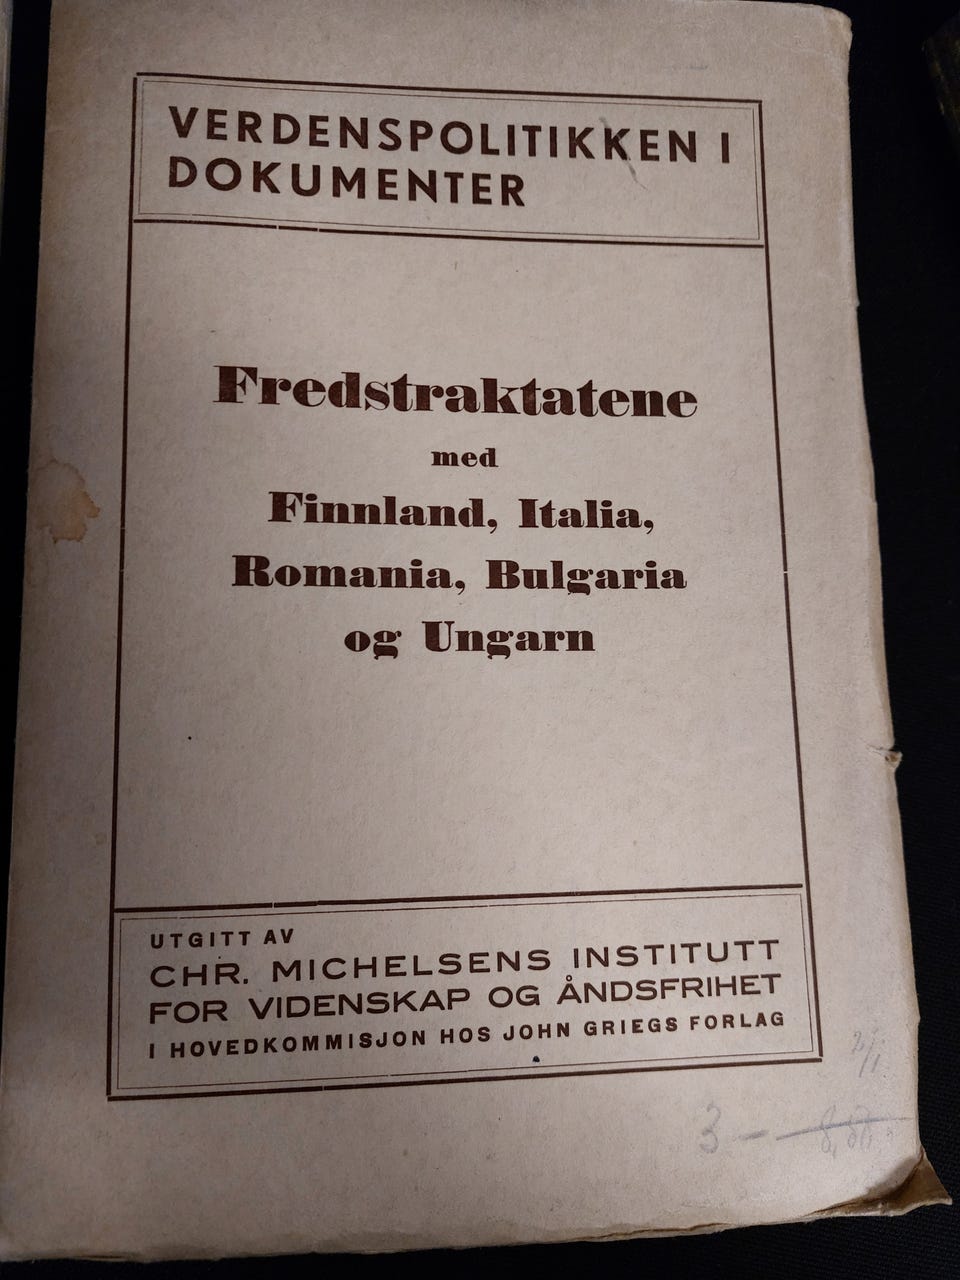 VERDENSPOLITIKKEN I
DOKUMENTER
Fredstraktatene
med
Finnland, Italia,
Romania, Bulgaria
og Ungarn
UTGITT AV
CHR. MICHELSENS INSTITUTT
FOR VIDENSKAP OG ÅNDSFRIHET
I HOVEDKOMMISJON HOS JOHN GRIEGS FORLAG
3 –